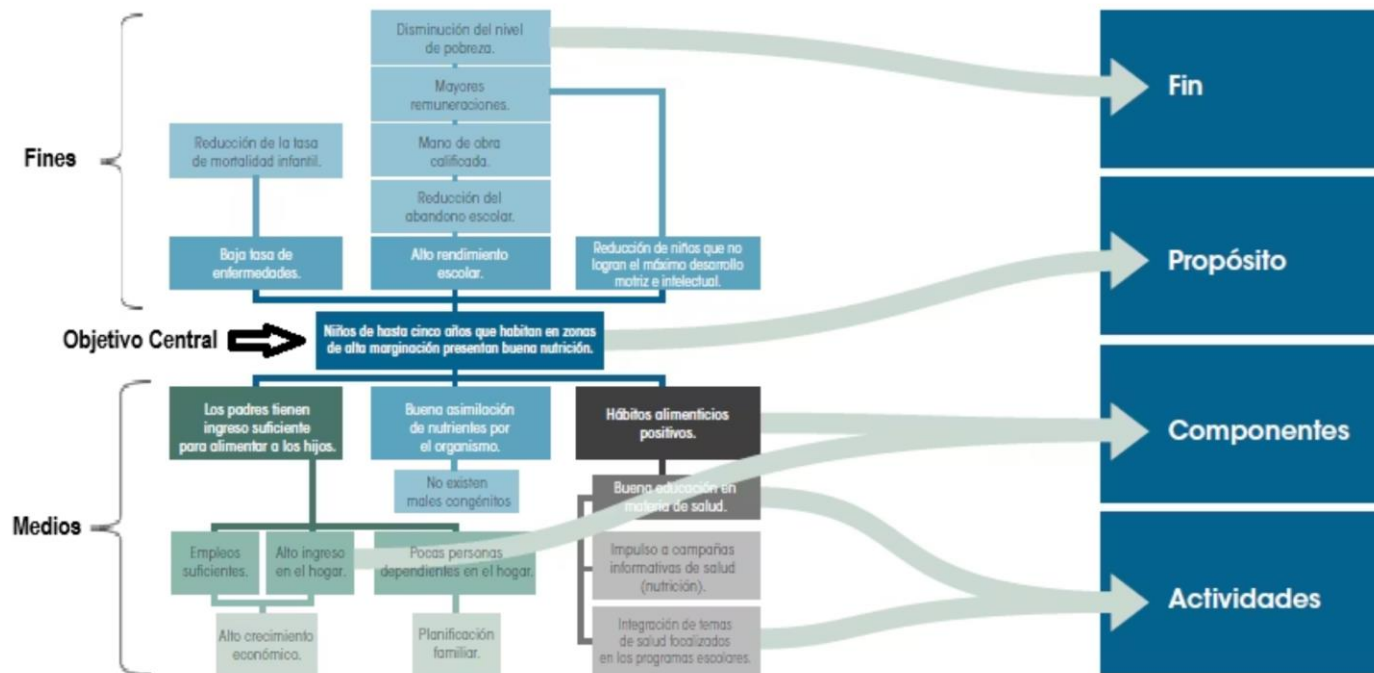 Disminución del nivel
de pobreza.
Fin
Mayores
remuneraciones.
Fines
Reducción de la tasa
de mortalidad infantil.
Mano de obra
calificada.
Reducción del
abandono escolar.
Baja tasa de
enfermedades.
Alto rendimiento
escolar.
Reducción de niños que no
logran el máximo desarrollo
motriz e intelectual.
Propósito
Objetivo Central
Niños de hasta cinco años que habitan en zonas
de alta marginación presentan buena nutrición.
Los padres tienen
ingreso suficiente
para alimentar a los hijos.
Buena asimilación
de nutrientes por
el organismo.
Hábitos alimenticios
positivos.
Componentes
No existen
males congénitos
Buena educación en
materia de salud.
Medios
Empleos
suficientes.
Alto ingreso
en el hogar.
Pocas personas
dependientes en el hogar.
Impulso a campañas
informativas de salud
(nutrición).
Actividades
Alto crecimiento
económico.
Planificación
familiar.
Integración de temas
de salud focalizados
en los programas escolares.